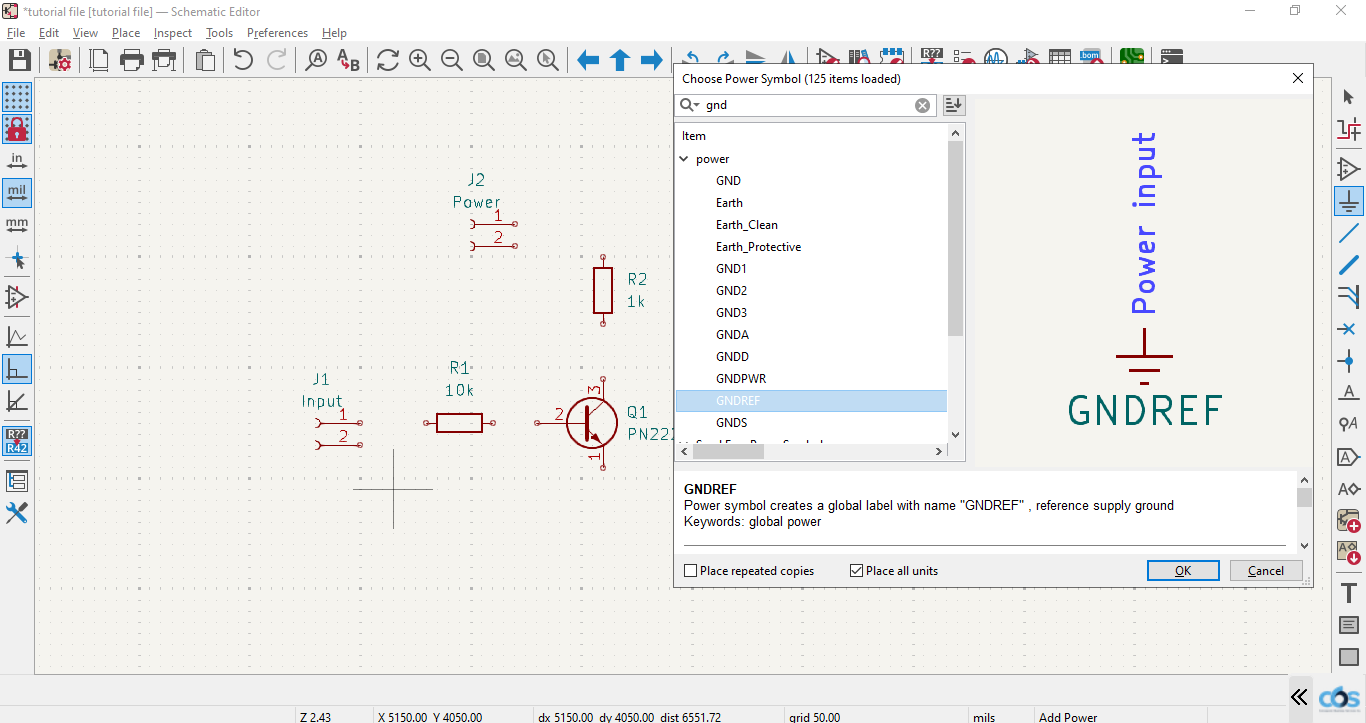 *tutorial file [tutorial file] — Schematic Editor
File Edit View Place Inspect Tools Preferences Help
Choose Power Symbol (125 items loaded)
gnd
Item
power
GND
Earth
Earth_Clean
Earth_Protective
GND1
GND2
GND3
GNDA
GNDD
GNDPWR
GNDREF
GNDS
Power input
GNDREF
GNDREF
Power symbol creates a global label with name "GNDREF" , reference supply ground
Keywords: global power
Place repeated copies
Place all units
OK
Cancel
in
mil
mm
R??
R42
J2
Power
1
2
R2
1k
J1
Input
1
2
R1
10k
3
2
1
Q1
PN222
R??
bom
A
B
A
A
A
A
A
T
Z 2.43
X 5150.00 Y 4050.00
dx 5150.00 dy 4050.00 dist 6551.72
grid 50.00
mils
Add Power